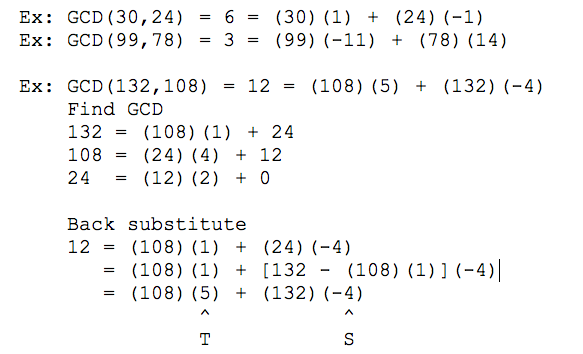 Ex: GCD(30,24) = 6 = (30)(1) + (24)(-1)
Ex: GCD(99,78) = 3 = (99)(-11) + (78)(14)
Ex: GCD(132,108) = 12 = (108)(5) + (132)(-4)
Find GCD
132 = (108)(1) + 24
108 = (24)(4) + 12
24 = (12)(2) + 0
Back substitute
12 = (108)(1) + (24)(-4)
= (108)(1) + [132 - (108)(1)](-4)
= (108)(5) + (132)(-4)
^ ^
T S